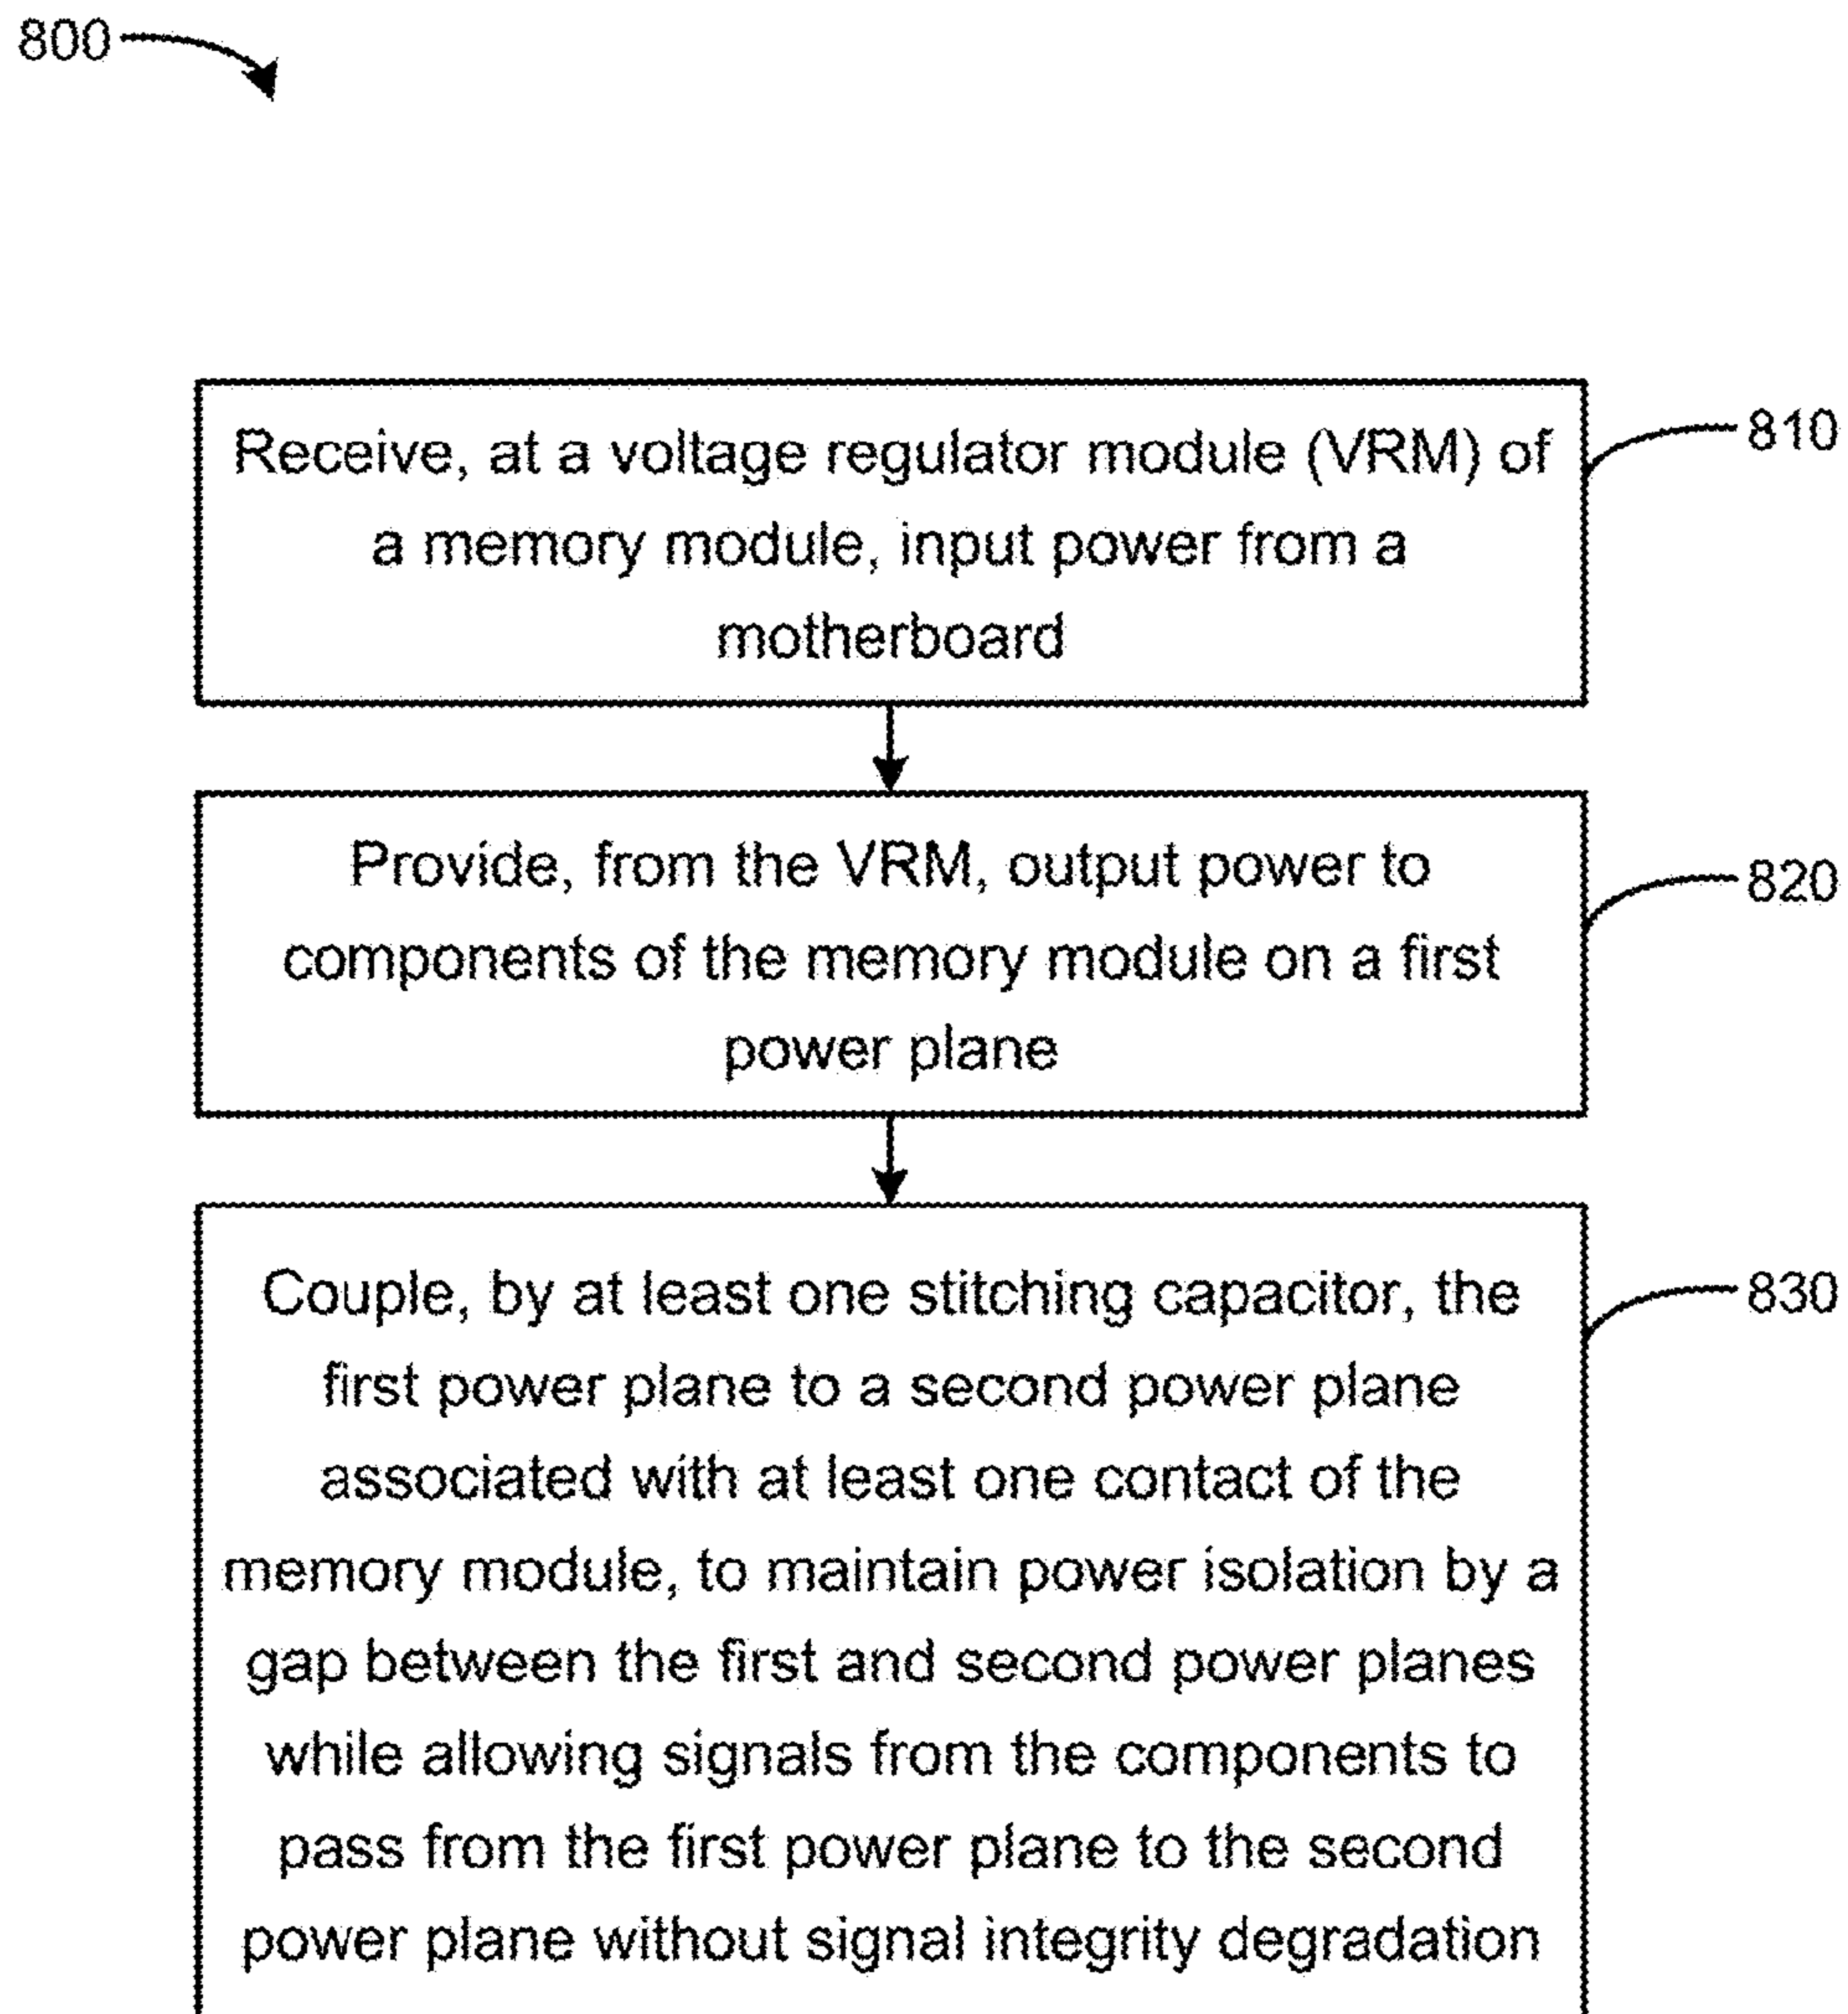 800
Receive, at a voltage regulator module (VRM) of
a memory module, input power from a
motherboard
810
Provide, from the VRM, output power to
components of the memory module on a first
power plane
820
Couple, by at least one stitching capacitor, the
first power plane to a second power plane
associated with at least one contact of the
memory module, to maintain power isolation by a
gap between the first and second power planes
while allowing signals from the components to
pass from the first power plane to the second
power plane without signal integrity degradation
830